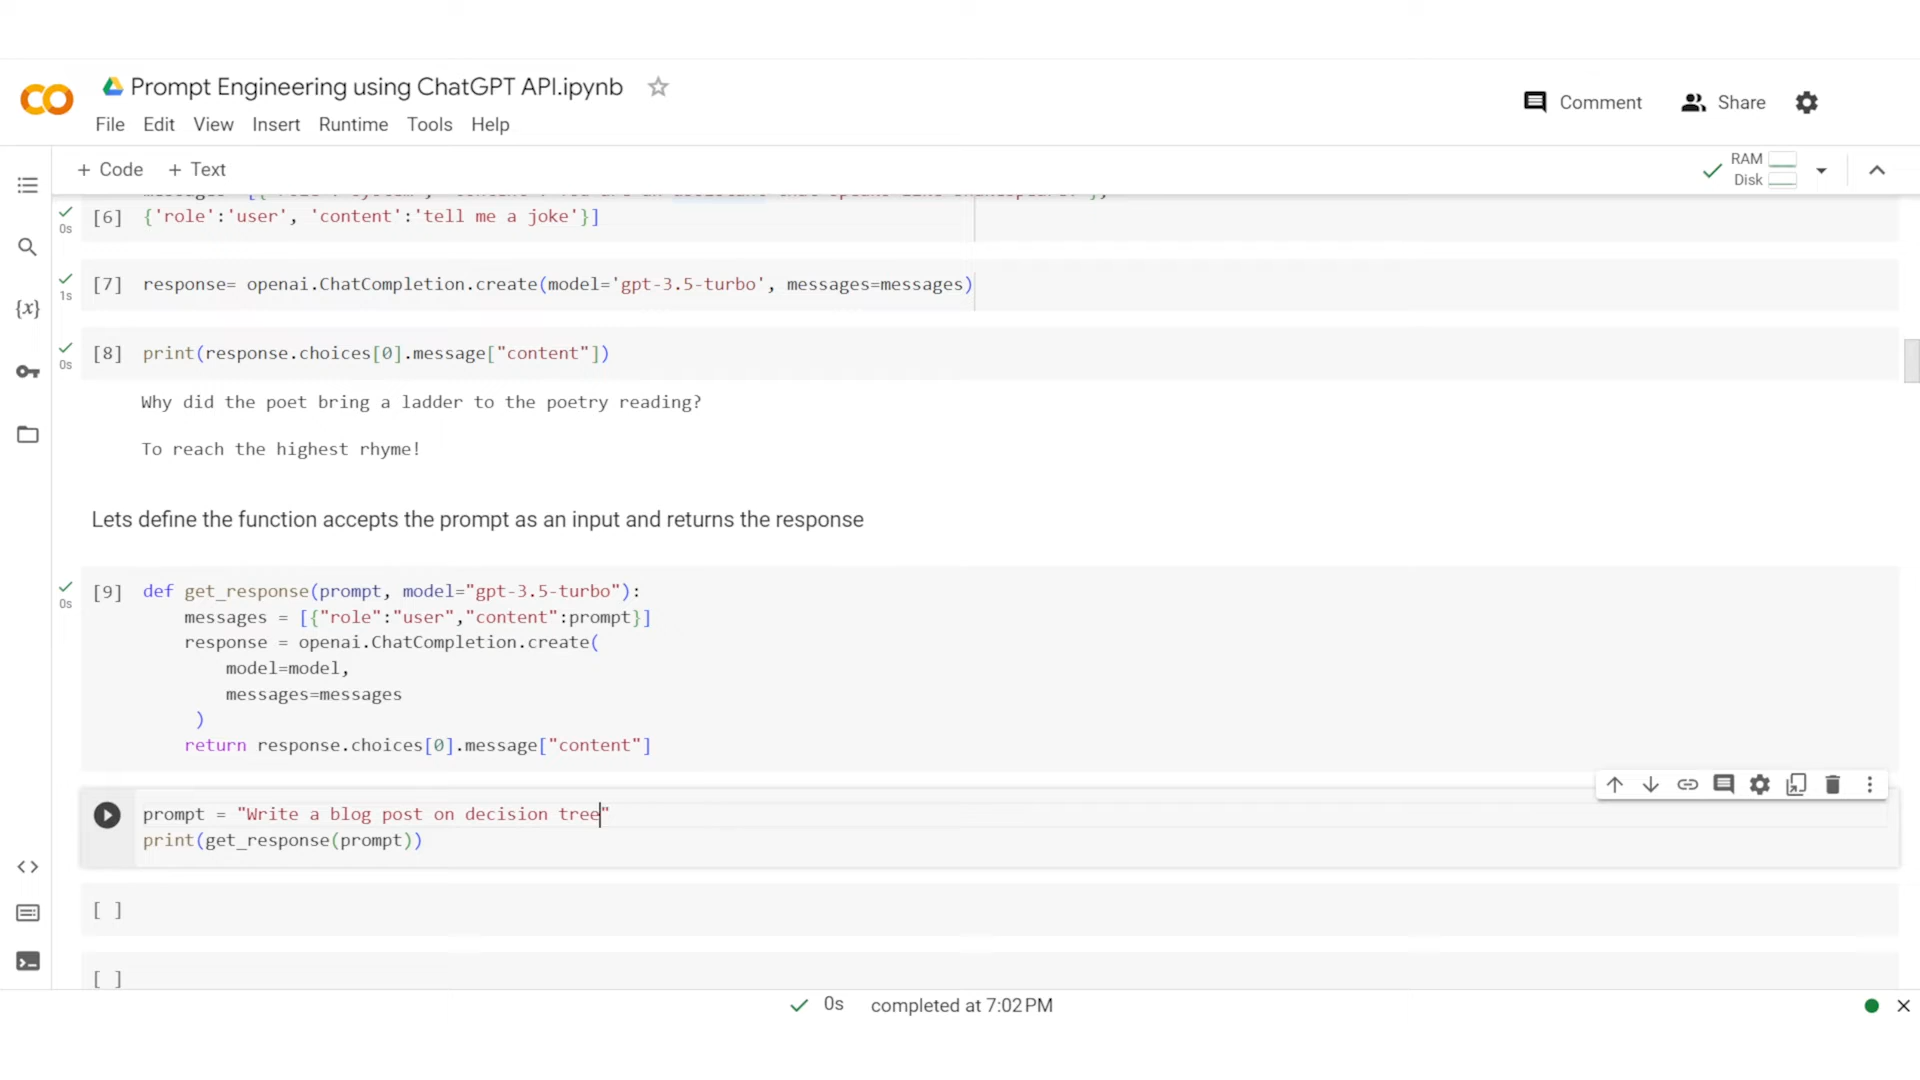 Prompt Engineering using ChatGPT API.ipynb
Comment
Share
File Edit View Insert Runtime Tools Help
+ Code + Text
RAM
Disk
[6] {'role':'user', 'content':'tell me a joke'}]
0s
[7] response= openai.ChatCompletion.create(model='gpt-3.5-turbo', messages=messages)
1s
[8] print(response.choices[0].message["content"])
0s
Why did the poet bring a ladder to the poetry reading?
To reach the highest rhyme!
Lets define the function accepts the prompt as an input and returns the response
[9] def get_response(prompt, model="gpt-3.5-turbo"):
0s
messages = [{"role":"user","content":prompt}]
response = openai.ChatCompletion.create(
model=model,
messages=messages
)
return response.choices[0].message["content"]
prompt = "Write a blog post on decision tree"
print(get_response(prompt))
[ ]
[ ]
0s completed at 7:02 PM